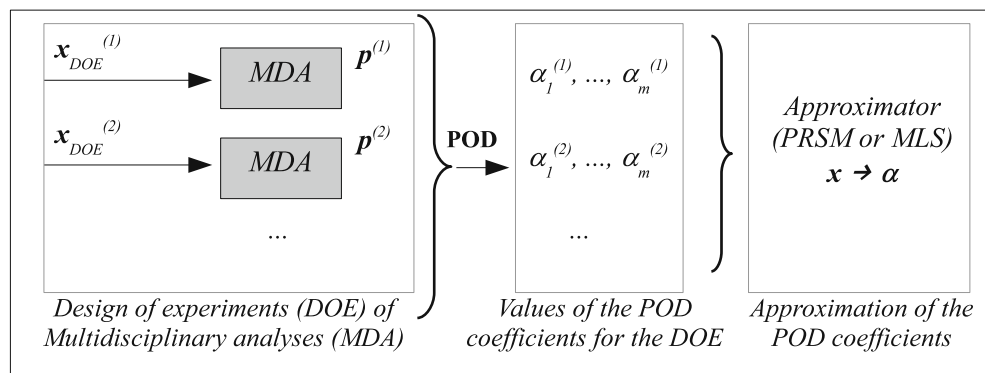 x_DOE^(1)
MDA
p^(1)
x_DOE^(2)
MDA
p^(2)
...
Design of experiments (DOE) of
Multidisciplinary analyses (MDA)
POD
α_1^(1), ..., α_m^(1)
α_1^(2), ..., α_m^(2)
...
Values of the POD
coefficients for the DOE
Approximator
(PRSM or MLS)
x → α
Approximation of the
POD coefficients